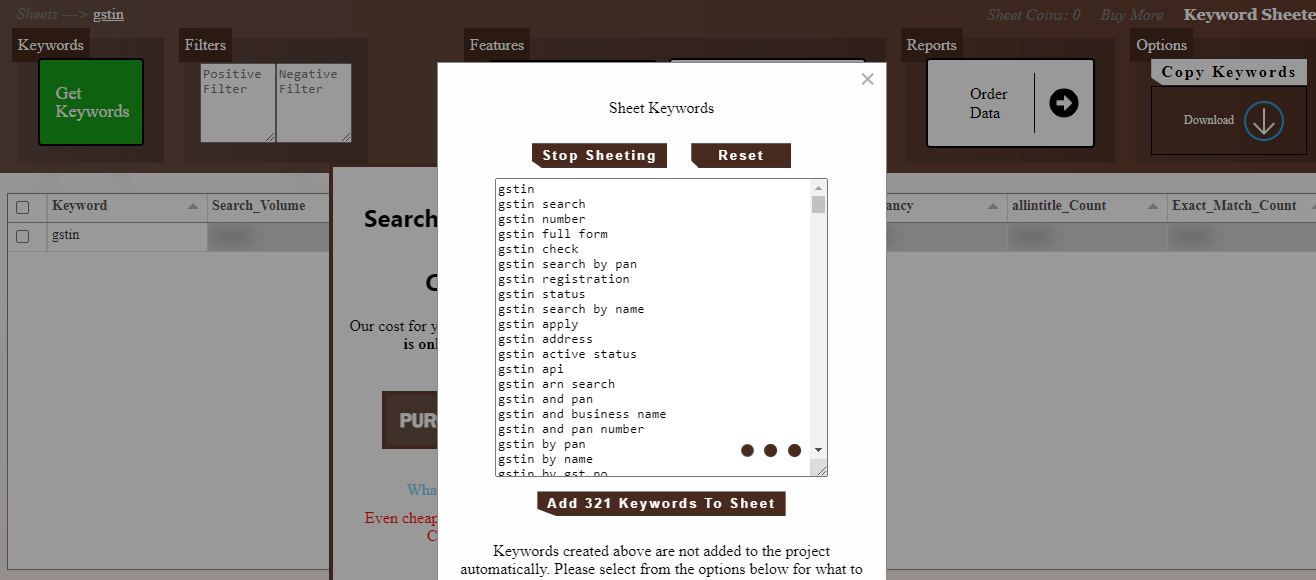 Sheets ---> gstin
Sheet Coins: 0 Buy More Keyword Sheete
Keywords
Get
Keywords
Filters
Positive
Filter
Negative
Filter
Features
Reports
Order
Data
Options
Copy Keywords
Download
Keyword
Search_Volume
ancy
allintitle_Count
Exact_Match_Count
gstin
Search
C
Our cost for y
is onl
PUR
Wha
Even cheap
C
×
Sheet Keywords
Stop Sheeting
Reset
gstin
gstin search
gstin number
gstin full form
gstin check
gstin search by pan
gstin registration
gstin status
gstin search by name
gstin apply
gstin address
gstin active status
gstin api
gstin arn search
gstin and pan
gstin and business name
gstin and pan number
gstin by pan
gstin by name
gstin by gst no
Add 321 Keywords To Sheet
Keywords created above are not added to the project
automatically. Please select from the options below for what to